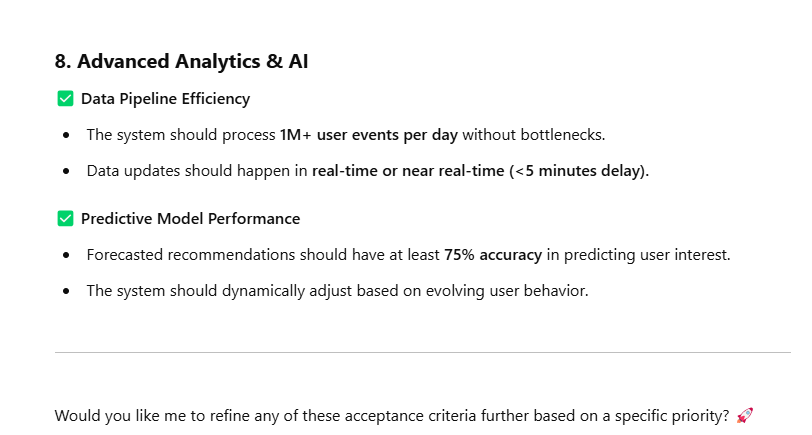 8. Advanced Analytics & AI
✅ Data Pipeline Efficiency
• The system should process 1M+ user events per day without bottlenecks.
• Data updates should happen in real-time or near real-time (<5 minutes delay).
✅ Predictive Model Performance
• Forecasted recommendations should have at least 75% accuracy in predicting user interest.
• The system should dynamically adjust based on evolving user behavior.
Would you like me to refine any of these acceptance criteria further based on a specific priority? 🚀